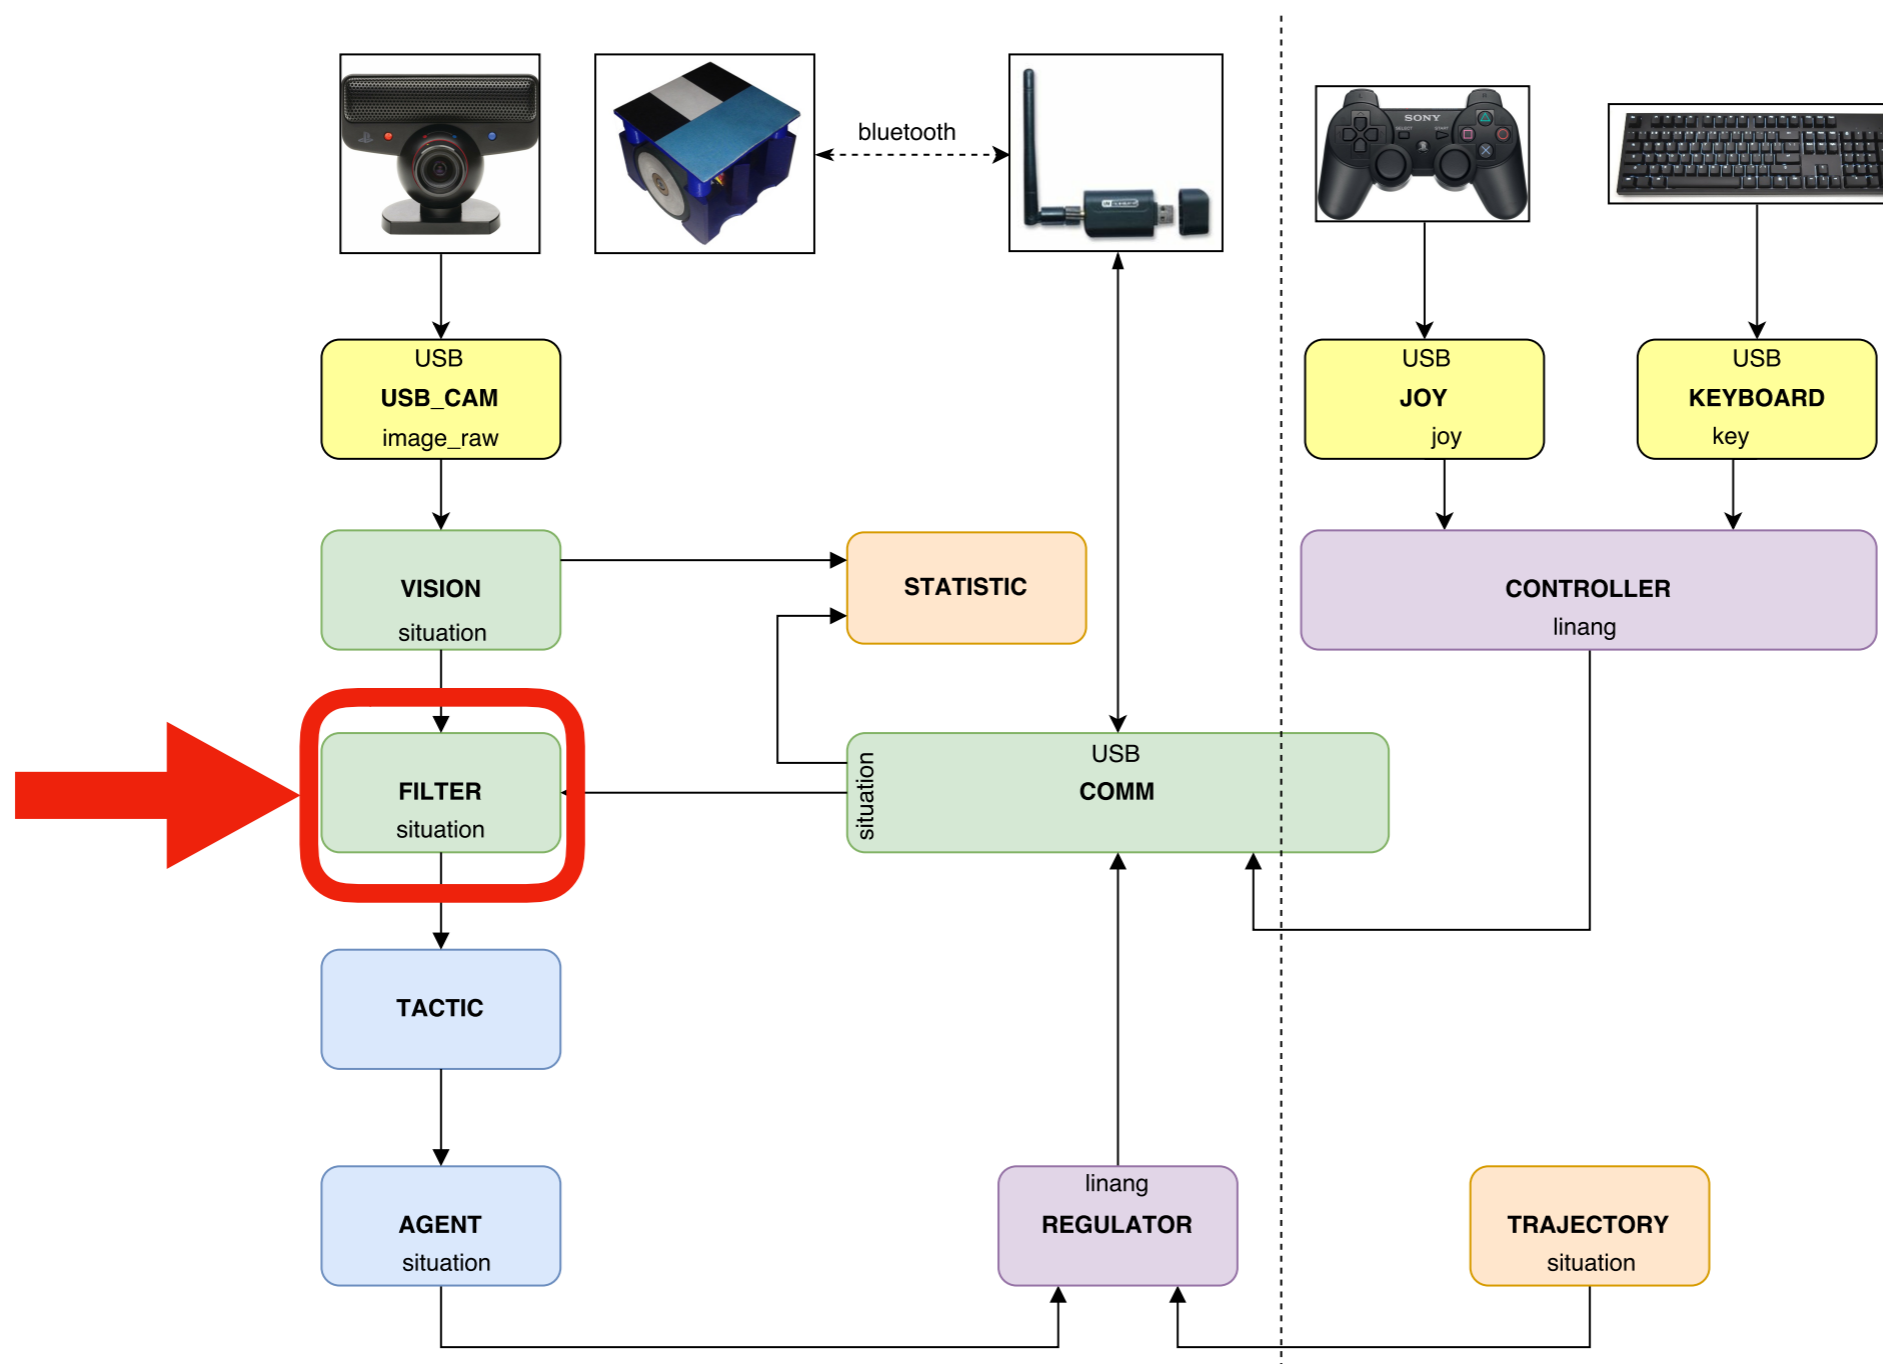 bluetooth
SONY
USB
USB_CAM
image_raw
USB
JOY
joy
USB
KEYBOARD
key
VISION
situation
STATISTIC
CONTROLLER
linang
FILTER
situation
situation
USB
COMM
TACTIC
AGENT
situation
linang
REGULATOR
TRAJECTORY
situation